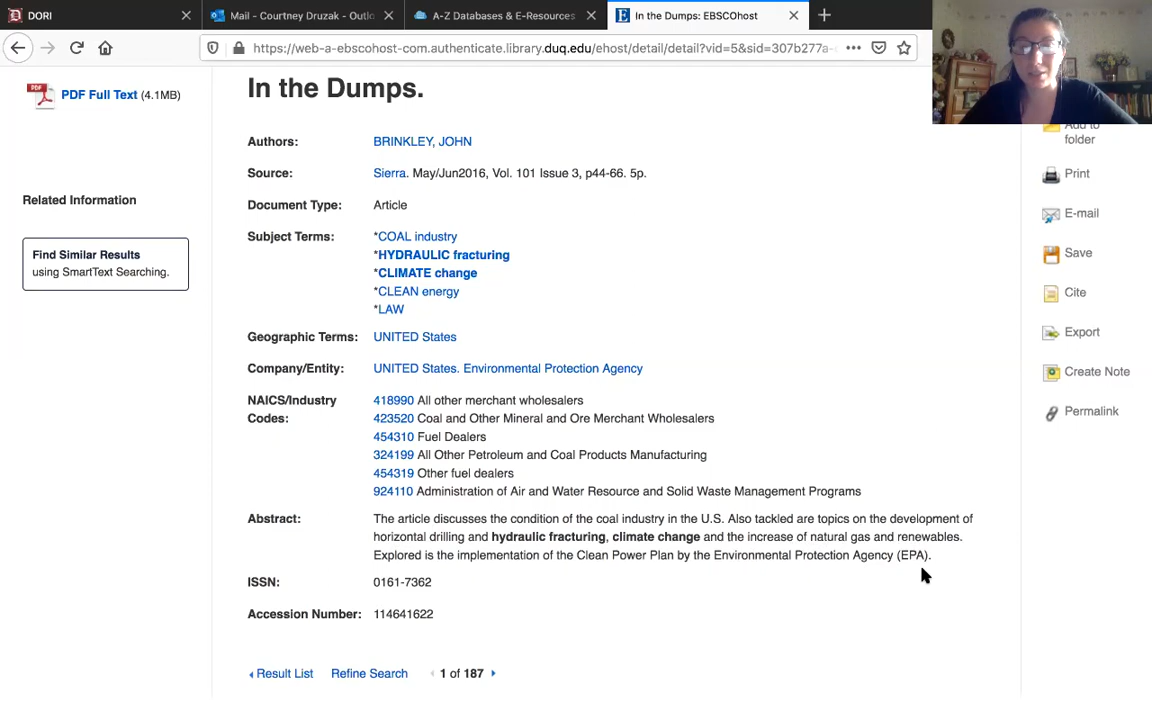 DORI
Mail - Courtney Druzak - Outlo
A-Z Databases & E-Resources
In the Dumps: EBSCOhost
https://web-a-ebscohost-com.authenticate.library.duq.edu/ehost/detail/detail?vid=5&sid=307b277a-
PDF Full Text (4.1MB)
Related Information
Find Similar Results
using SmartText Searching.
In the Dumps.
Authors: BRINKLEY, JOHN
Source: Sierra. May/Jun2016, Vol. 101 Issue 3, p44-66. 5p.
Document Type: Article
Subject Terms: *COAL industry
*HYDRAULIC fracturing
*CLIMATE change
*CLEAN energy
*LAW
Geographic Terms: UNITED States
Company/Entity: UNITED States. Environmental Protection Agency
NAICS/Industry 418990 All other merchant wholesalers
Codes: 423520 Coal and Other Mineral and Ore Merchant Wholesalers
454310 Fuel Dealers
324199 All Other Petroleum and Coal Products Manufacturing
454319 Other fuel dealers
924110 Administration of Air and Water Resource and Solid Waste Management Programs
Abstract: The article discusses the condition of the coal industry in the U.S. Also tackled are topics on the development of
horizontal drilling and hydraulic fracturing, climate change and the increase of natural gas and renewables.
Explored is the implementation of the Clean Power Plan by the Environmental Protection Agency (EPA).
ISSN: 0161-7362
Accession Number: 114641622
Result List Refine Search 1 of 187
Add to
folder
Print
E-mail
Save
Cite
Export
Create Note
Permalink